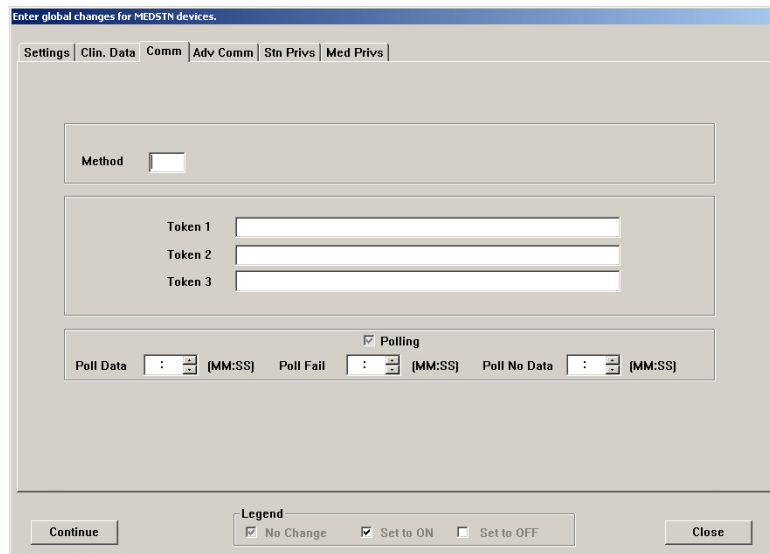 Enter global changes for MEDSTN devices.
Settings Clin. Data Comm Adv Comm Stn Privs Med Privs
Method
Token 1
Token 2
Token 3
Polling
Poll Data : (MM:SS) Poll Fail : (MM:SS) Poll No Data : (MM:SS)
Legend
Continue No Change Set to ON Set to OFF Close